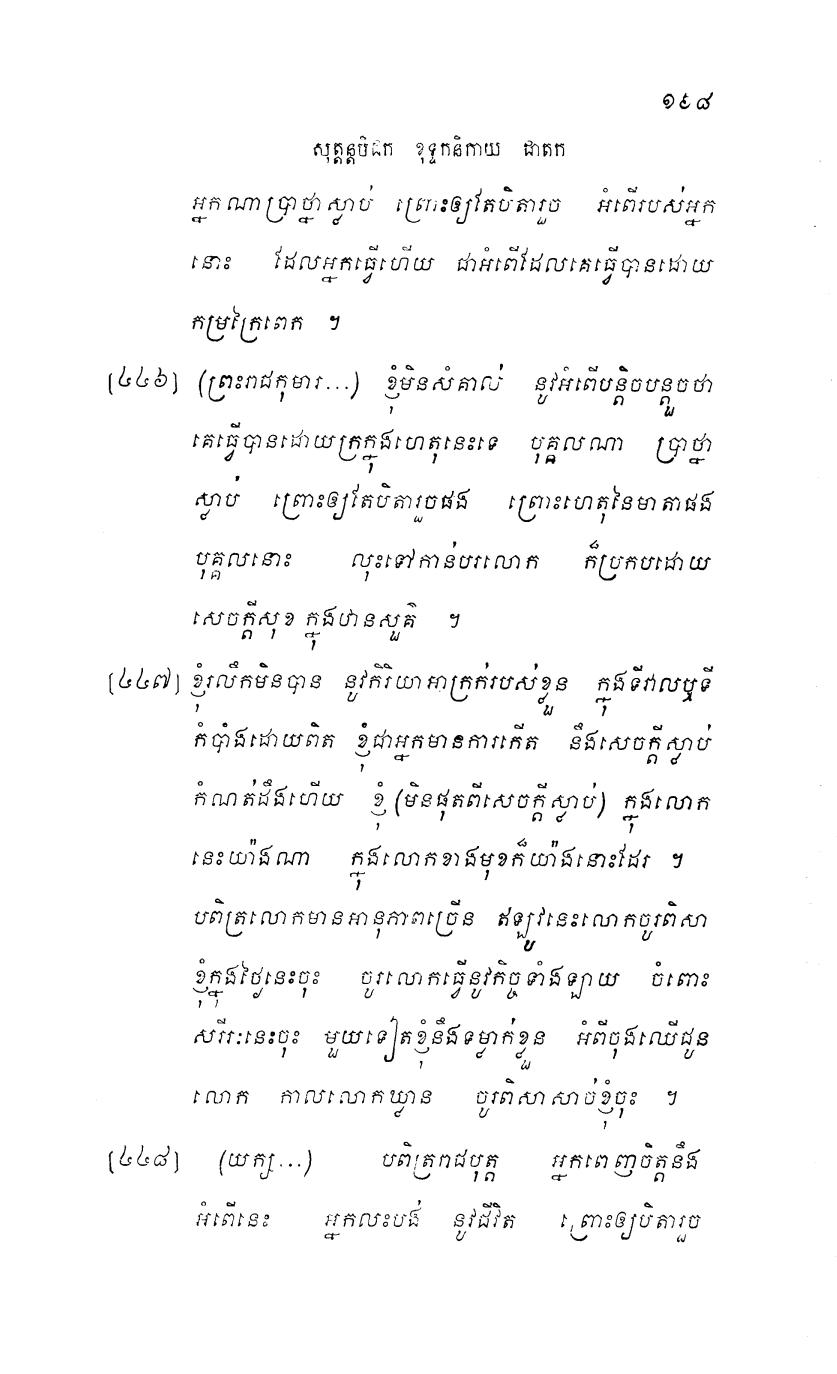 ១៩៨
សុត្តន្តបិដក ខុទ្ទកនិកាយ ជាតក
អ្នកណាប្រាថ្នាស្លាប់ ព្រោះឲ្យតែបិតារួច អំពើរបស់អ្នក
នោះ ដែលអ្នកធ្វើហើយ ជាអំពើដែលគេធ្វើបានដោយ
កម្រក្រៃពេក ។
[៤៤៦] (ព្រះរាជកុមារ...) ខ្ញុំមិនសំគាល់ នូវអំពើបន្តិចបន្តួចថា
គេធ្វើបានដោយក្រក្នុងហេតុនេះទេ បុគ្គលណា ប្រាថ្នា
ស្លាប់ ព្រោះឲ្យតែបិតារួចផង ព្រោះហេតុនៃមាតាផង
បុគ្គលនោះ លុះទៅកាន់បរលោក ក៏ប្រកបដោយ
សេចក្តីសុខ ក្នុងឋានសួគ៌ ។
[៤៤៧] ខ្ញុំរលឹកមិនបាន នូវកិរិយាអាក្រក់របស់ខ្លួន ក្នុងទីវាលឬទី
កំបាំងដោយពិត ខ្ញុំជាអ្នកមានការកើត នឹងសេចក្តីស្លាប់
កំណត់ដឹងហើយ ខ្ញុំ (មិនផុតពីសេចក្តីស្លាប់) ក្នុងលោក
នេះយ៉ាងណា ក្នុងលោកខាងមុខក៏យ៉ាងនោះដែរ ។
បពិត្រលោកមានអានុភាពច្រើន ឥឡូវនេះលោកចូរពិសា
ខ្ញុំក្នុងថ្ងៃនេះចុះ ចូរលោកធ្វើនូវកិច្ចទាំងឡាយ ចំពោះ
សរីរៈនេះចុះ មួយទៀតខ្ញុំនឹងទម្លាក់ខ្លួន អំពីចុងឈើជូន
លោក កាលលោកឃ្លាន ចូរពិសាសាច់ខ្ញុំចុះ ។
[៤៤៨] (យក្ស...) បពិត្ររាជបុត្ត អ្នកពេញចិត្តនឹង
អំពើនេះ អ្នកលះបង់ នូវជីវិត ព្រោះឲ្យបិតារួច